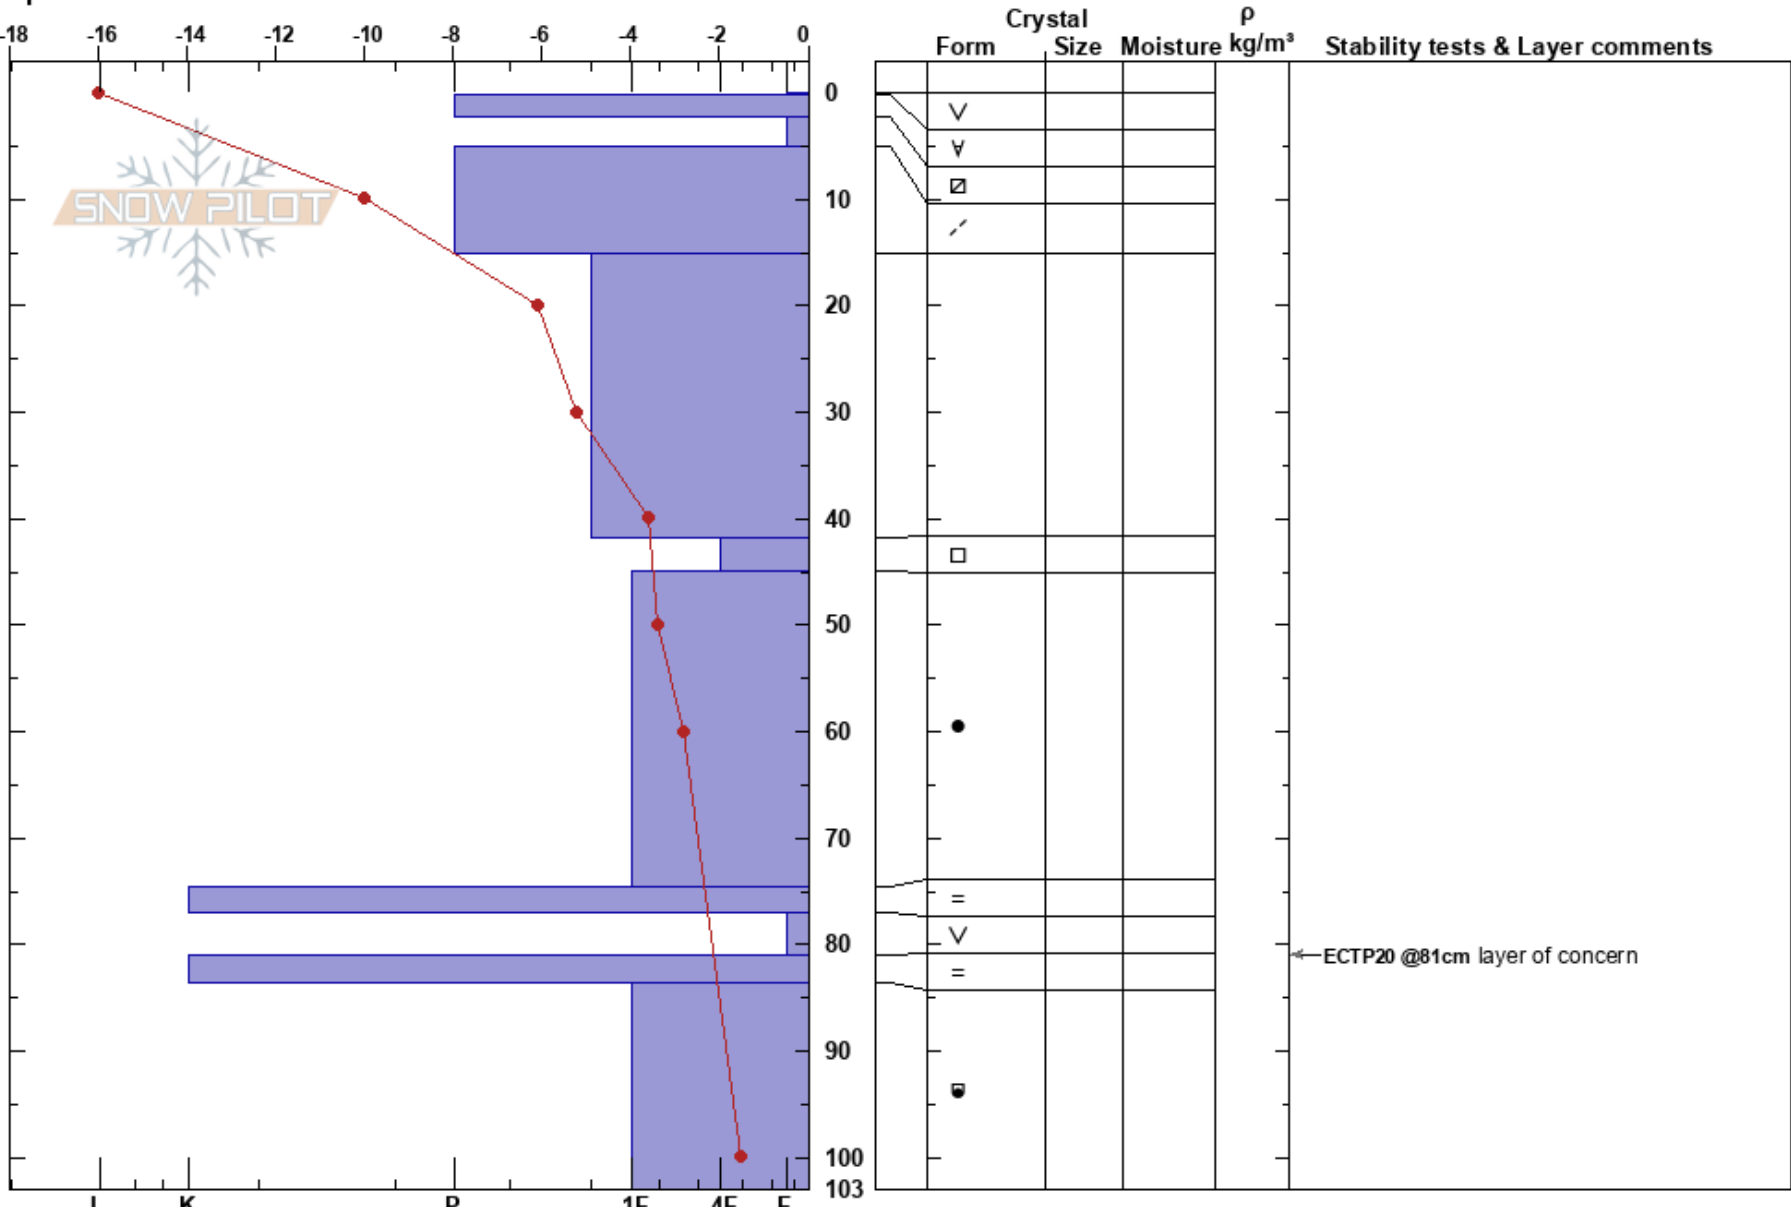 Crystal ρ
-18 -16 -14 -12 -10 -8 -6 -4 -2 0 Form Size Moisture kg/m³ Stability tests & Layer comments
0
10
SNOW PILOT
20
30
40
50
60
70
80
ECTP20 @81cm layer of concern
90
100
103
I K P 1F 4F F